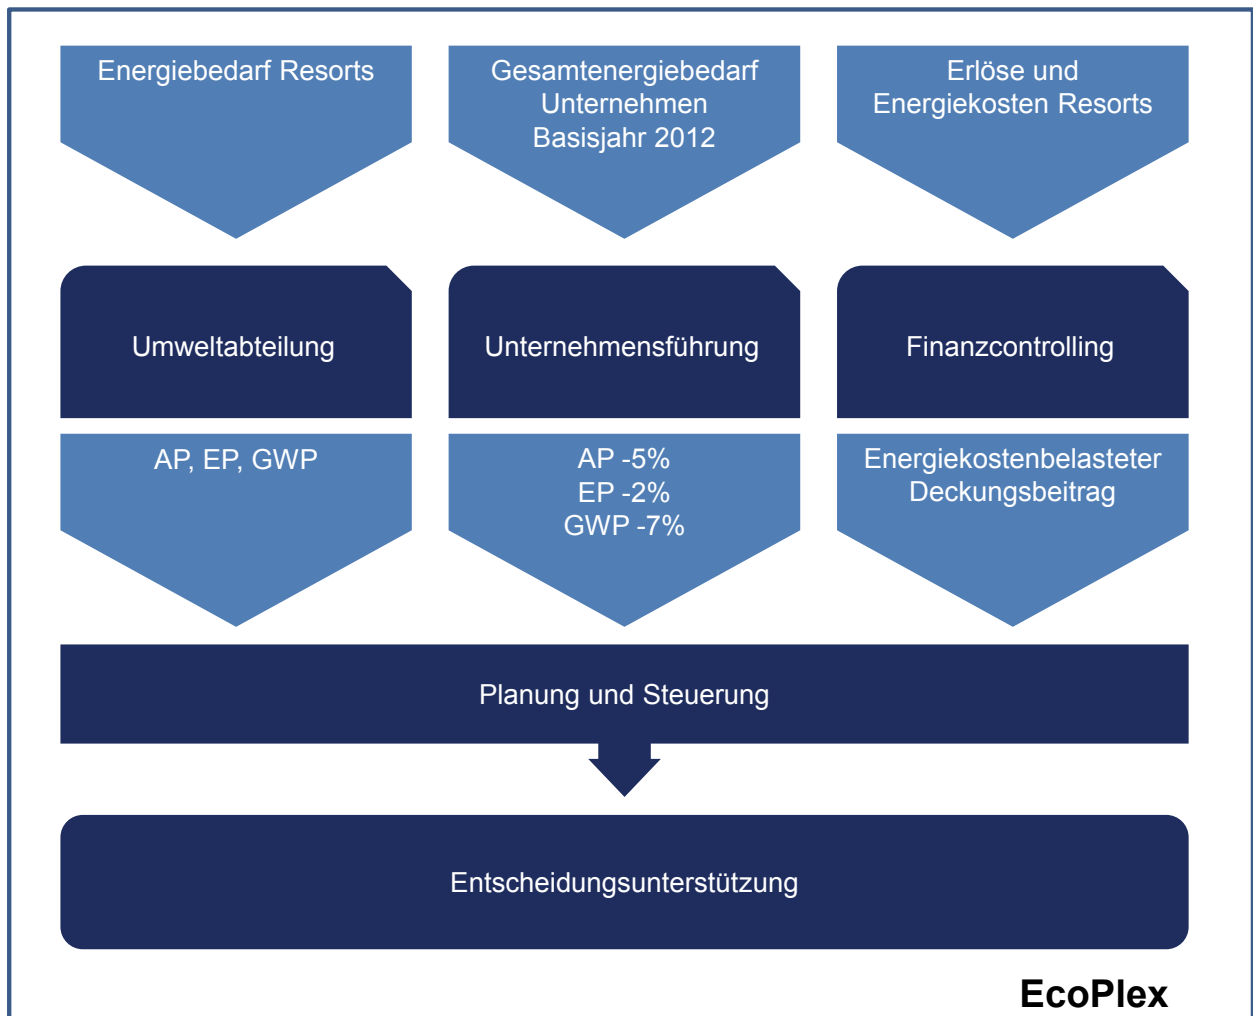 Energiebedarf Resorts
Gesamtenergiebedarf
Unternehmen
Basisjahr 2012
Erlöse und
Energiekosten Resorts
Umweltabteilung
Unternehmensführung
Finanzcontrolling
AP, EP, GWP
AP -5%
EP -2%
GWP -7%
Energiekostenbelasteter
Deckungsbeitrag
Planung und Steuerung
Entscheidungsunterstützung
EcoPlex